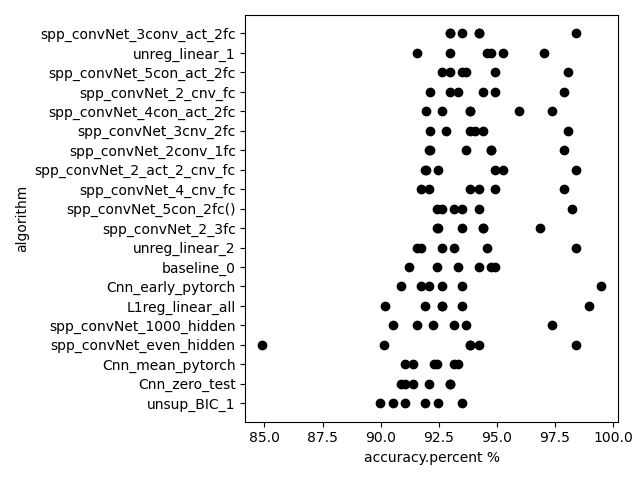 spp_convNet_3conv_act_2fc
unreg_linear_1
spp_convNet_5con_act_2fc
spp_convNet_2_cnv_fc
spp_convNet_4con_act_2fc
spp_convNet_3cnv_2fc
spp_convNet_2conv_1fc
spp_convNet_2_act_2_cnv_fc
spp_convNet_4_cnv_fc
spp_convNet_5con_2fc()
spp_convNet_2_3fc
unreg_linear_2
baseline_0
Cnn_early_pytorch
L1reg_linear_all
spp_convNet_1000_hidden
spp_convNet_even_hidden
Cnn_mean_pytorch
Cnn_zero_test
unsup_BIC_1
algorithm
85.0 87.5 90.0 92.5 95.0 97.5 100.0
accuracy.percent %